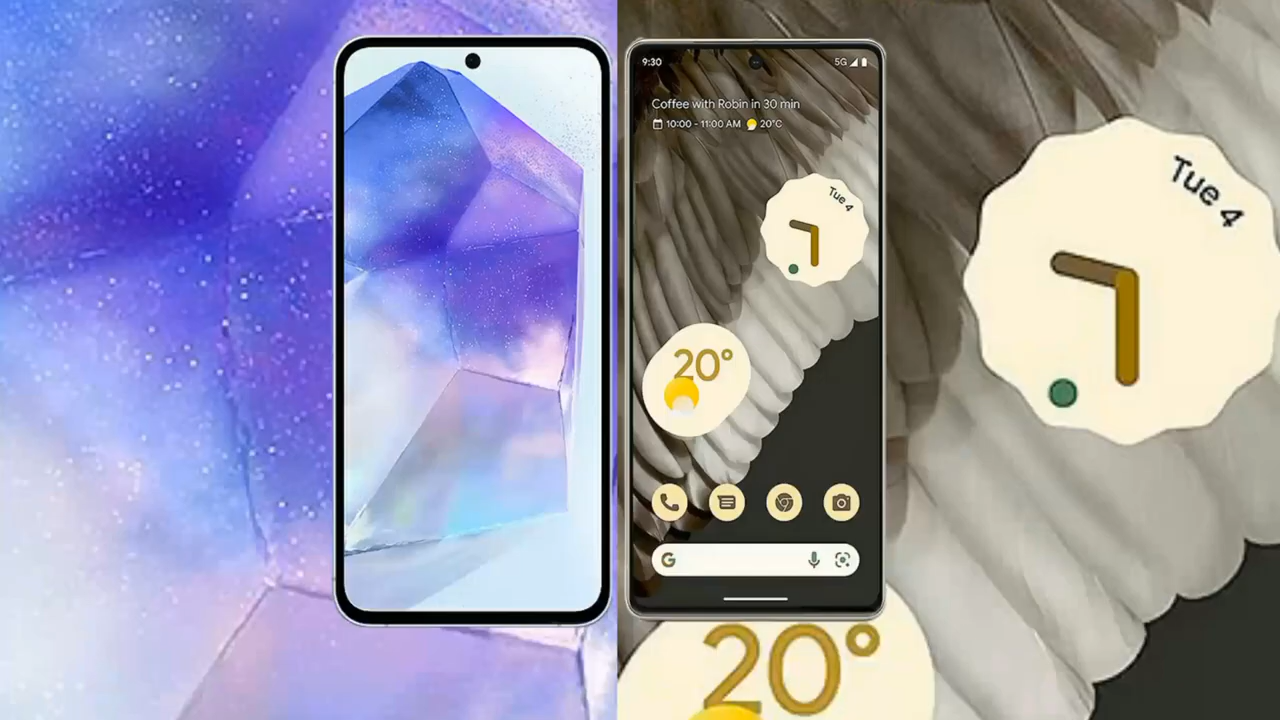 9:30
5G
Coffee with Robin in 30 min
10:00 - 11:00 AM 20°C
Tue 4
20°
G
Tue 4
20°